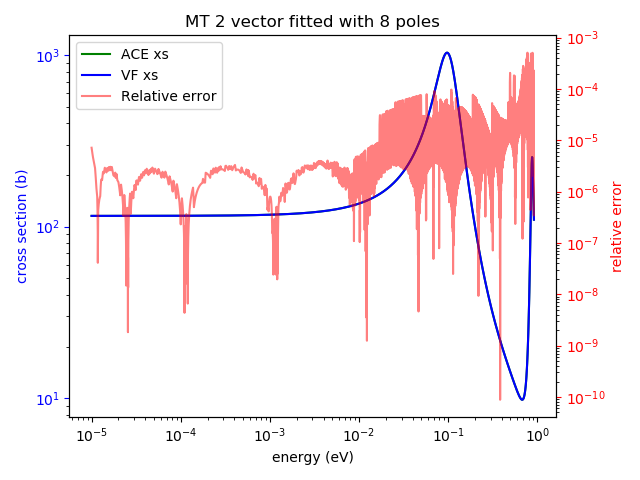 MT 2 vector fitted with 8 poles
ACE xs
VF xs
Relative error
10³
10²
10¹
cross section (b)
10⁻³
10⁻⁴
10⁻⁵
10⁻⁶
10⁻⁷
10⁻⁸
10⁻⁹
10⁻¹⁰
relative error
10⁻⁵ 10⁻⁴ 10⁻³ 10⁻² 10⁻¹ 10⁰
energy (eV)